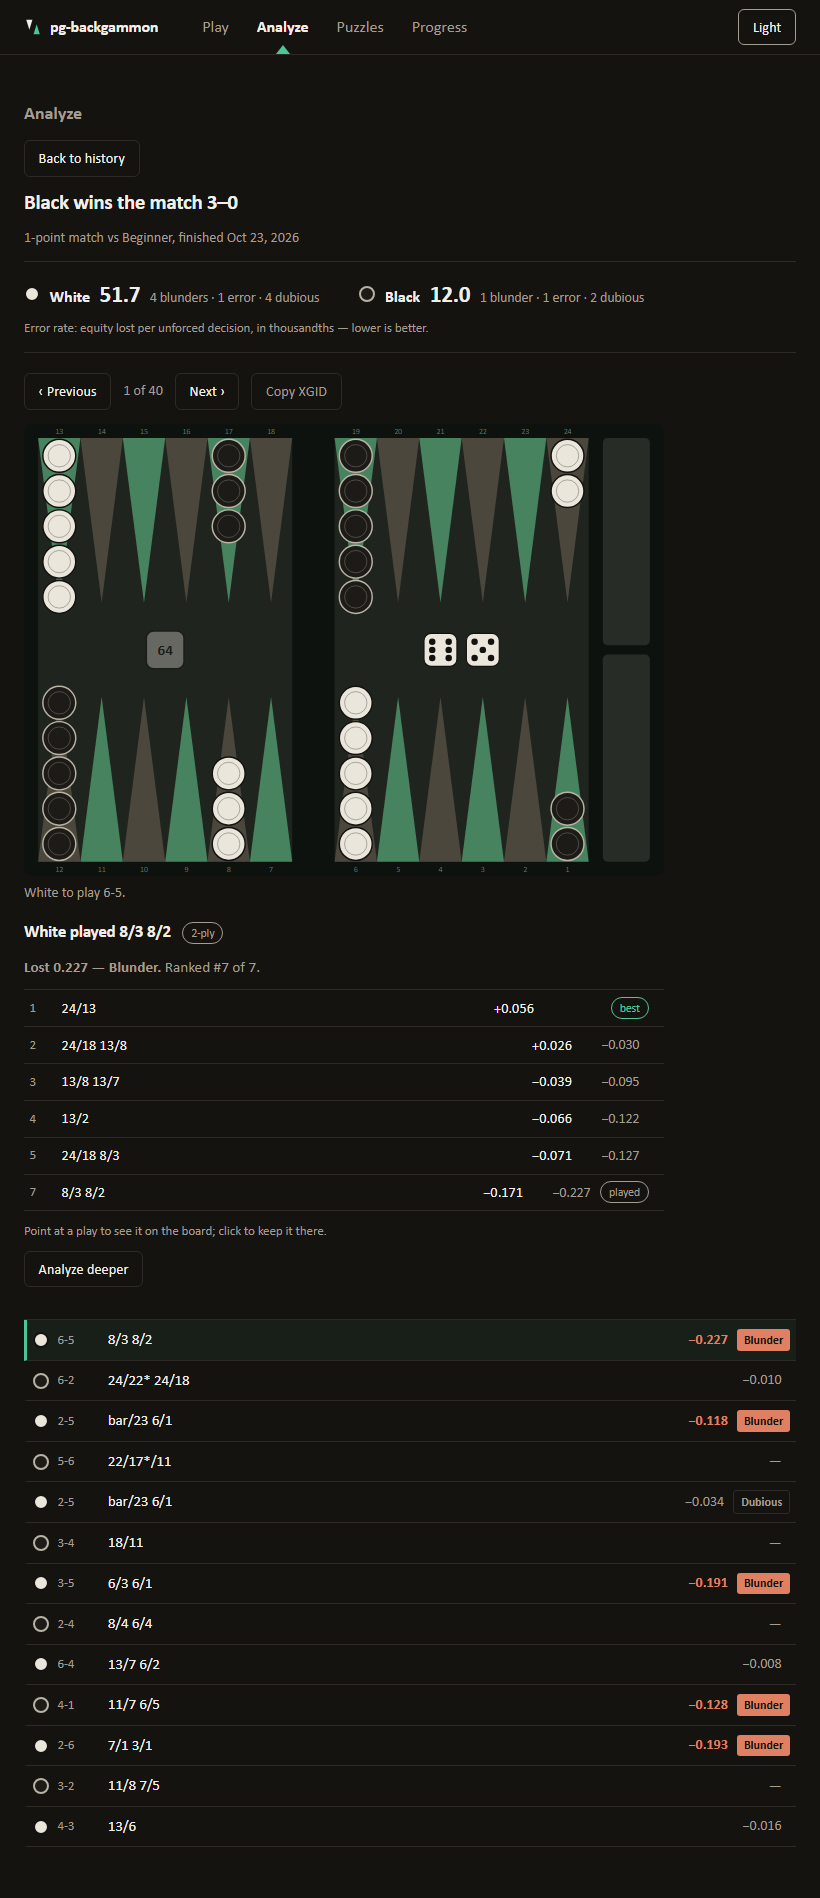 pg-backgammon Play Analyze Puzzles Progress Light
Analyze
Back to history
Black wins the match 3–0
1-point match vs Beginner, finished Oct 23, 2026
White 51.7 4 blunders · 1 error · 4 dubious Black 12.0 1 blunder · 1 error · 2 dubious
Error rate: equity lost per unforced decision, in thousandths — lower is better.
‹ Previous 1 of 40 Next › Copy XGID
13 14 15 16 17 18 19 20 21 22 23 24
64
12 11 10 9 8 7 6 5 4 3 2 1
White to play 6-5.
White played 8/3 8/2 2-ply
Lost 0.227 — Blunder. Ranked #7 of 7.
1 24/13 +0.056 best
2 24/18 13/8 +0.026 −0.030
3 13/8 13/7 −0.039 −0.095
4 13/2 −0.066 −0.122
5 24/18 8/3 −0.071 −0.127
7 8/3 8/2 −0.171 −0.227 played
Point at a play to see it on the board; click to keep it there.
Analyze deeper
6-5 8/3 8/2 −0.227 Blunder
6-2 24/22* 24/18 −0.010
2-5 bar/23 6/1 −0.118 Blunder
5-6 22/17*/11 —
2-5 bar/23 6/1 −0.034 Dubious
3-4 18/11 —
3-5 6/3 6/1 −0.191 Blunder
2-4 8/4 6/4 —
6-4 13/7 6/2 −0.008
4-1 11/7 6/5 −0.128 Blunder
2-6 7/1 3/1 −0.193 Blunder
3-2 11/8 7/5 —
4-3 13/6 −0.016